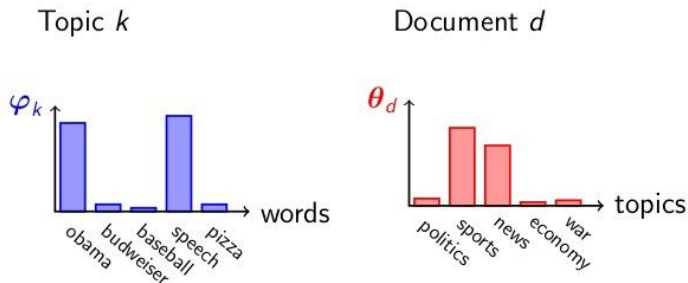 Topic k
Document d
φk
obama
budweiser
baseball
speech
pizza
words
θd
politics
sports
news
economy
war
topics